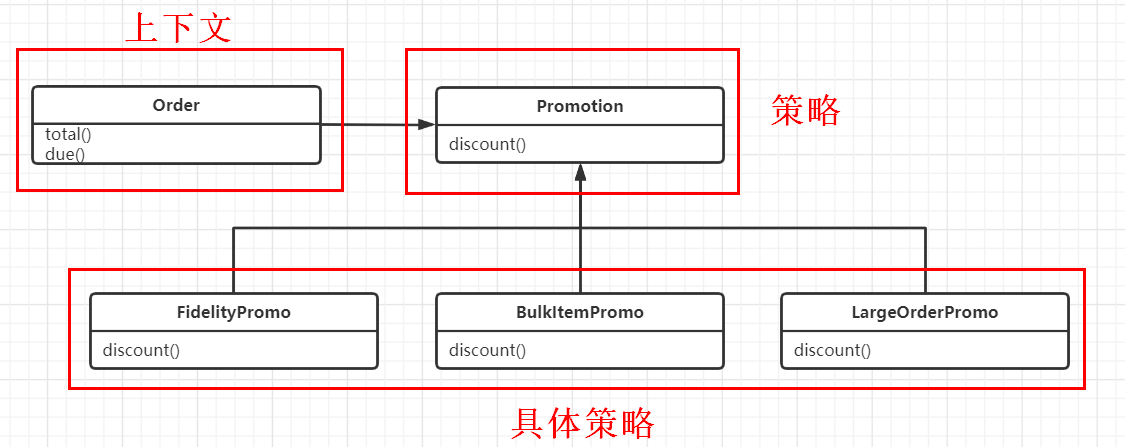 上下文
Order
total()
due()
Promotion
discount()
策略
FidelityPromo
discount()
BulkItemPromo
discount()
LargeOrderPromo
discount()
具体策略